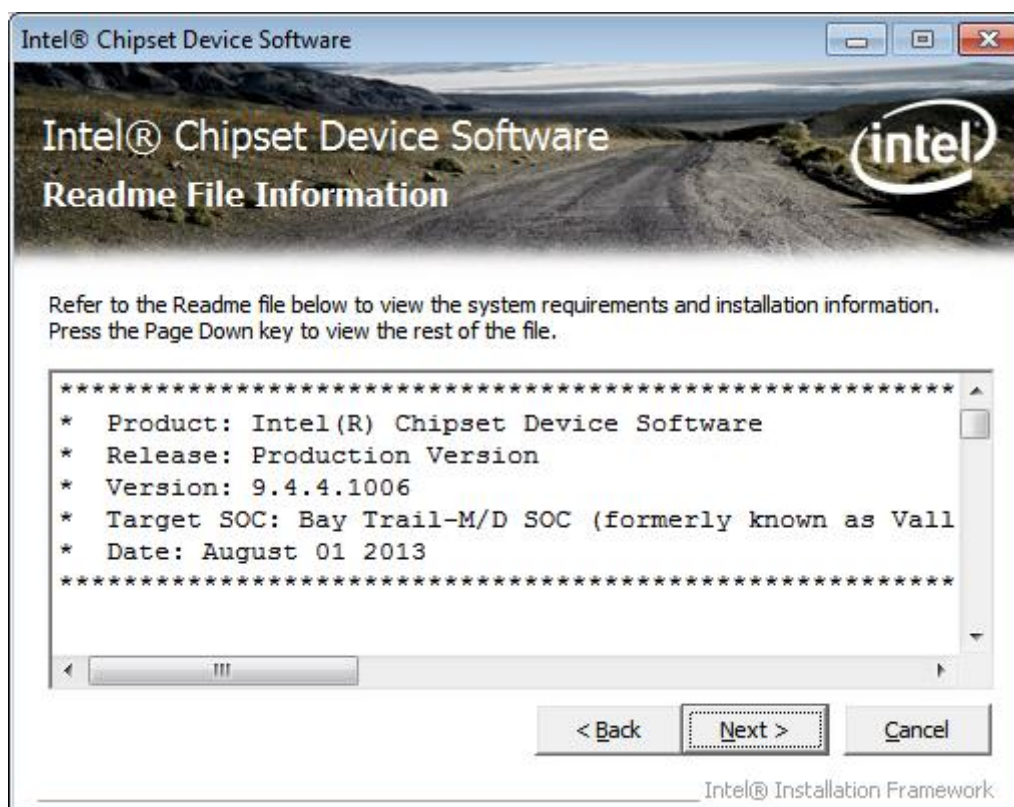 Intel® Chipset Device Software
Intel® Chipset Device Software
intel
Readme File Information
Refer to the Readme file below to view the system requirements and installation information.
Press the Page Down key to view the rest of the file.
********************************************************
* Product: Intel(R) Chipset Device Software
* Release: Production Version
* Version: 9.4.4.1006
* Target SOC: Bay Trail-M/D SOC (formerly known as Vall
* Date: August 01 2013
********************************************************
< Back Next > Cancel
Intel® Installation Framework